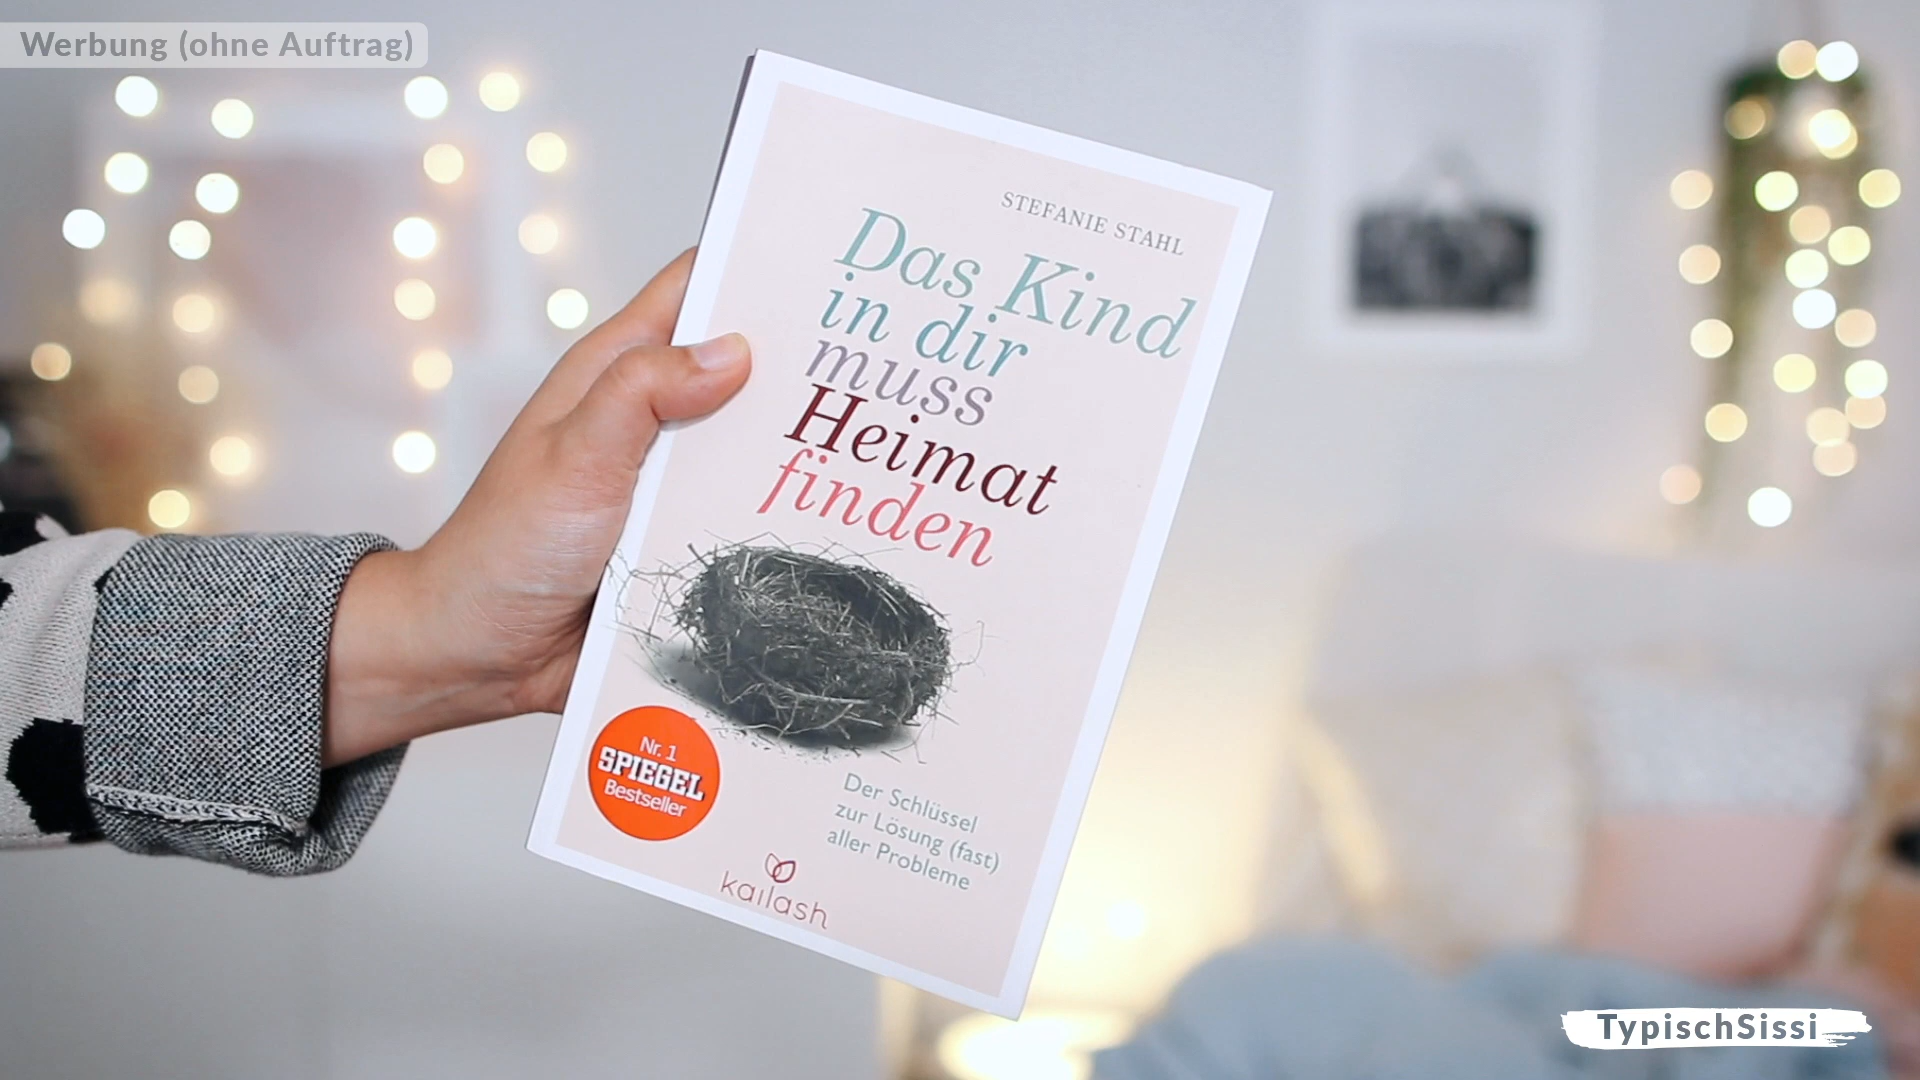 Werbung (ohne Auftrag)
STEFANIE STAHL
Das Kind
in dir
muss
Heimat
finden
Nr. 1
SPIEGEL
Bestseller
Der Schlüssel
zur Lösung (fast)
aller Probleme
kailash
TypischSissi